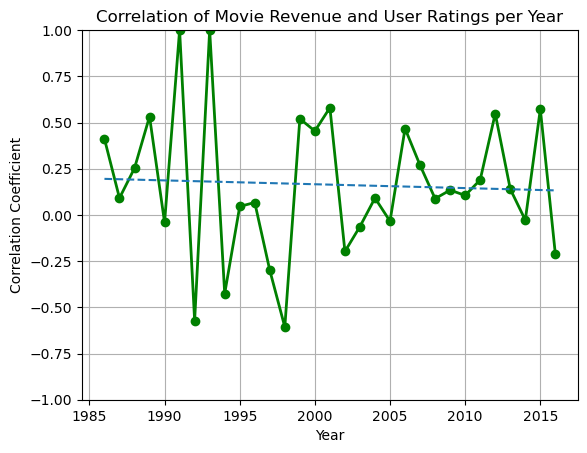 Correlation of Movie Revenue and User Ratings per Year
1.00
0.75
0.50
0.25
0.00
−0.25
−0.50
−0.75
−1.00
Correlation Coefficient
1985 1990 1995 2000 2005 2010 2015
Year